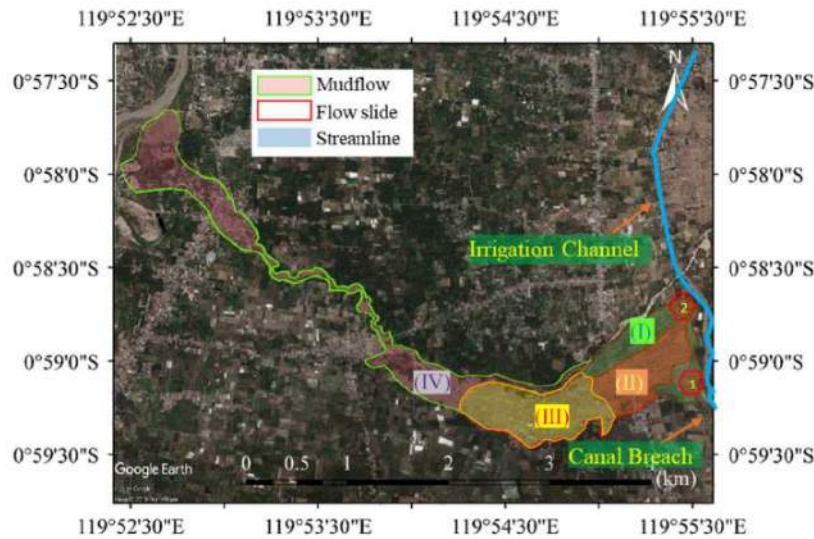 119°52'30"E 119°53'30"E 119°54'30"E 119°55'30"E
0°57'30"S 0°57'30"S
N
Mudflow
Flow slide
Streamline
0°58'0"S 0°58'0"S
Irrigation Channel
0°58'30"S 0°58'30"S
2
(I)
0°59'0"S 0°59'0"S
(IV) (II) 1
(III)
0°59'30"S 0°59'30"S
Canal Breach
Google Earth
0 0.5 1 2 3
(km)
119°52'30"E 119°53'30"E 119°54'30"E 119°55'30"E